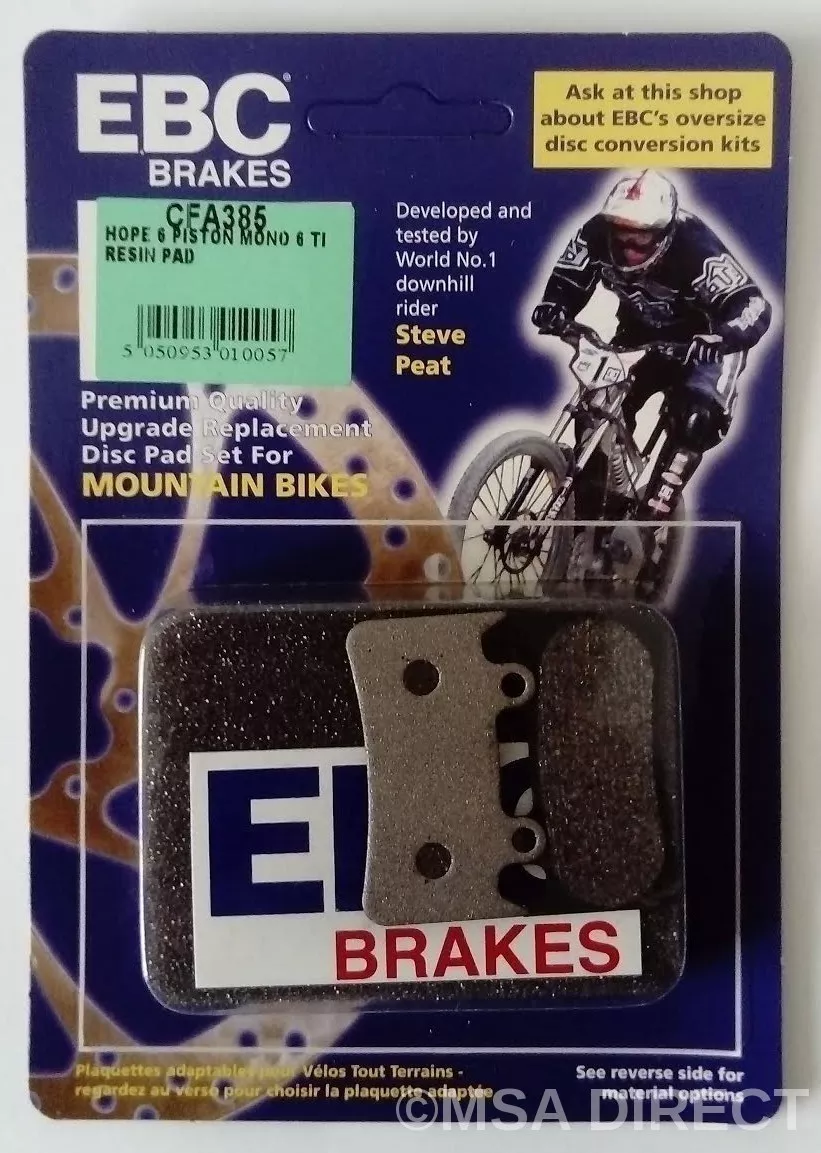 EBC
BRAKES
Ask at this shop
about EBC's oversize
disc conversion kits
CFA385
HOPE 6 PISTON MONO 6 TI
RESIN PAD
5 050953 010057
Developed and
tested by
World No.1
downhill
rider
Steve
Peat
Premium Quality
Upgrade Replacement
Disc Pad Set For
MOUNTAIN BIKES
BRAKES
Plaquettes adaptables pour Vélos Tout Terrains -
regardez au verso pour choisir la plaquette adaptée
See reverse side for
material options
©MSA DIRECT